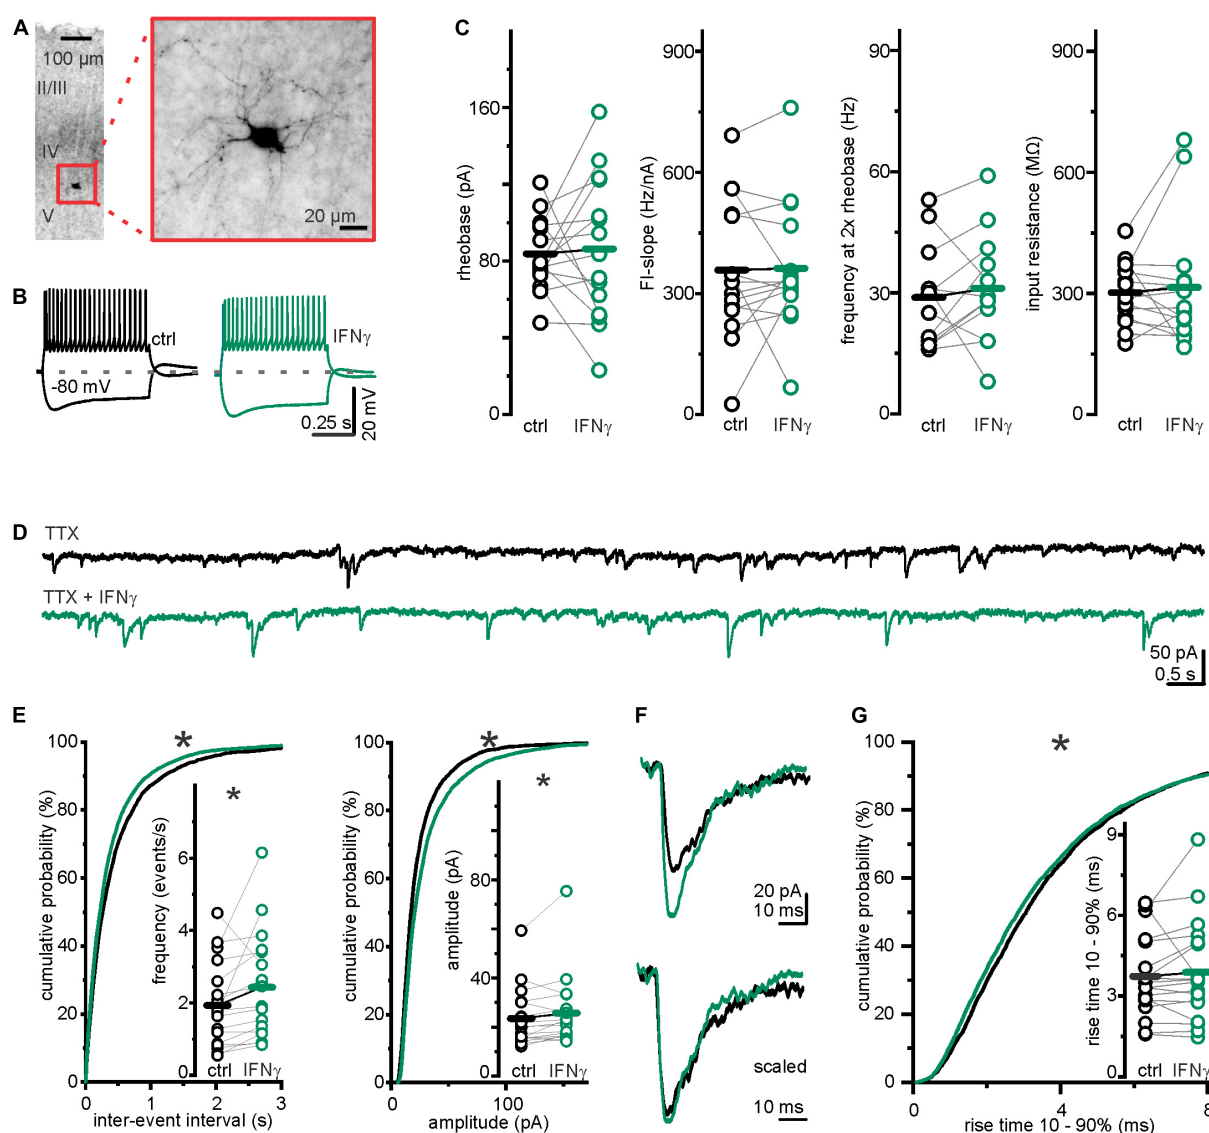 A
100 µm
II/III
IV
V
20 µm
B
ctrl
IFNγ
-80 mV
0.25 s
20 mV
C
rheobase (pA)
160
80
0
ctrl IFNγ
FI-slope (Hz/nA)
900
600
300
0
ctrl IFNγ
frequency at 2x rheobase (Hz)
90
60
30
0
ctrl IFNγ
input resistance (MΩ)
900
600
300
0
ctrl IFNγ
D
TTX
TTX + IFNγ
50 pA
0.5 s
E
cumulative probability (%)
100
80
60
40
20
0
0 1 2 3
inter-event interval (s)
*
*
frequency (events/s)
6
4
2
0
ctrl IFNγ
cumulative probability (%)
100
80
60
40
20
0
0 100
amplitude (pA)
*
*
amplitude (pA)
80
40
0
ctrl IFNγ
F
20 pA
10 ms
scaled
10 ms
G
cumulative probability (%)
100
80
60
40
20
0
0 4 8
rise time 10 - 90% (ms)
*
rise time 10 - 90% (ms)
9
6
3
0
ctrl IFNγ